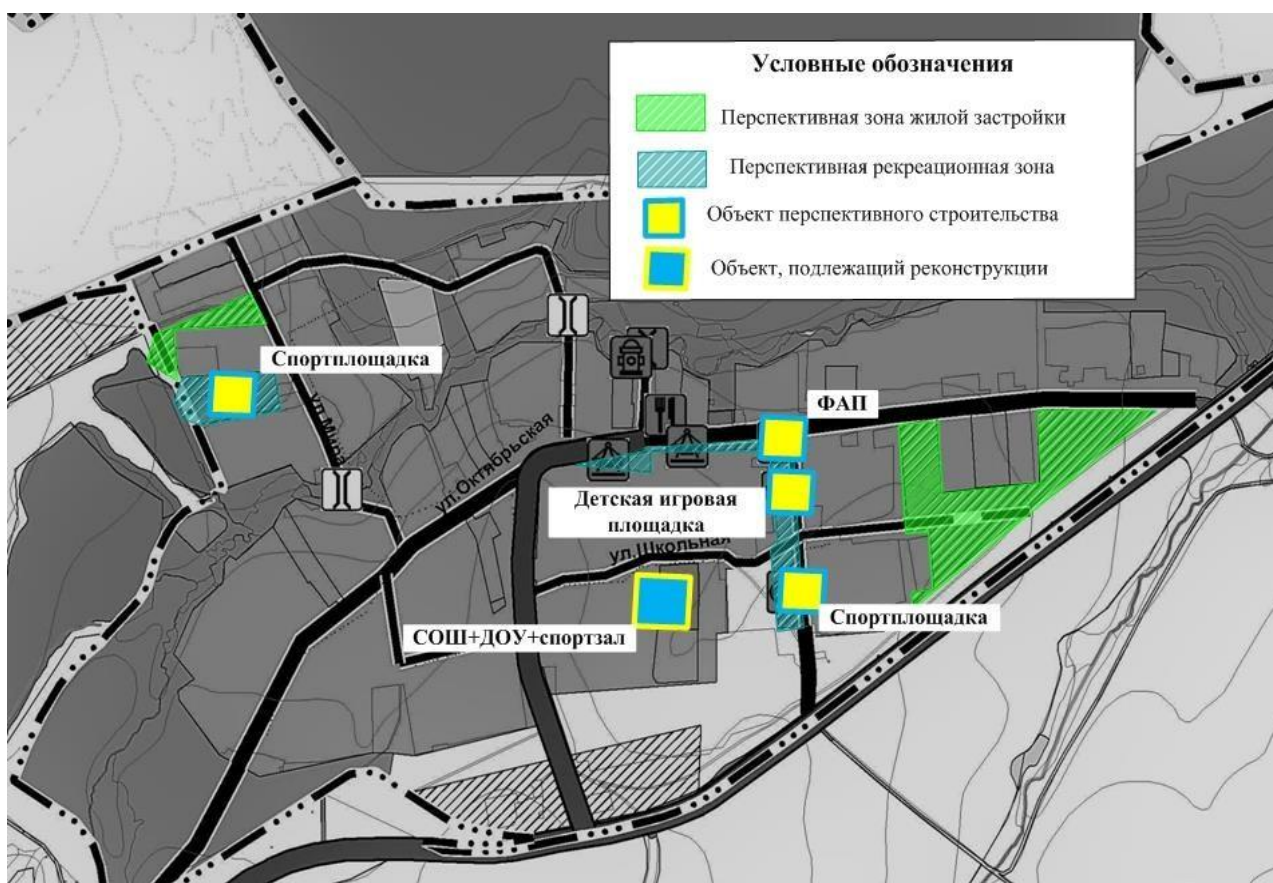 Условные обозначения
Перспективная зона жилой застройки
Перспективная рекреационная зона
Объект перспективного строительства
Объект, подлежащий реконструкции
Спортплощадка
ул.Мира
ул.Октябрьская
ФАП
Детская игровая
площадка
ул.Школьная
СОШ+ДОУ+спортзал
Спортплощадка